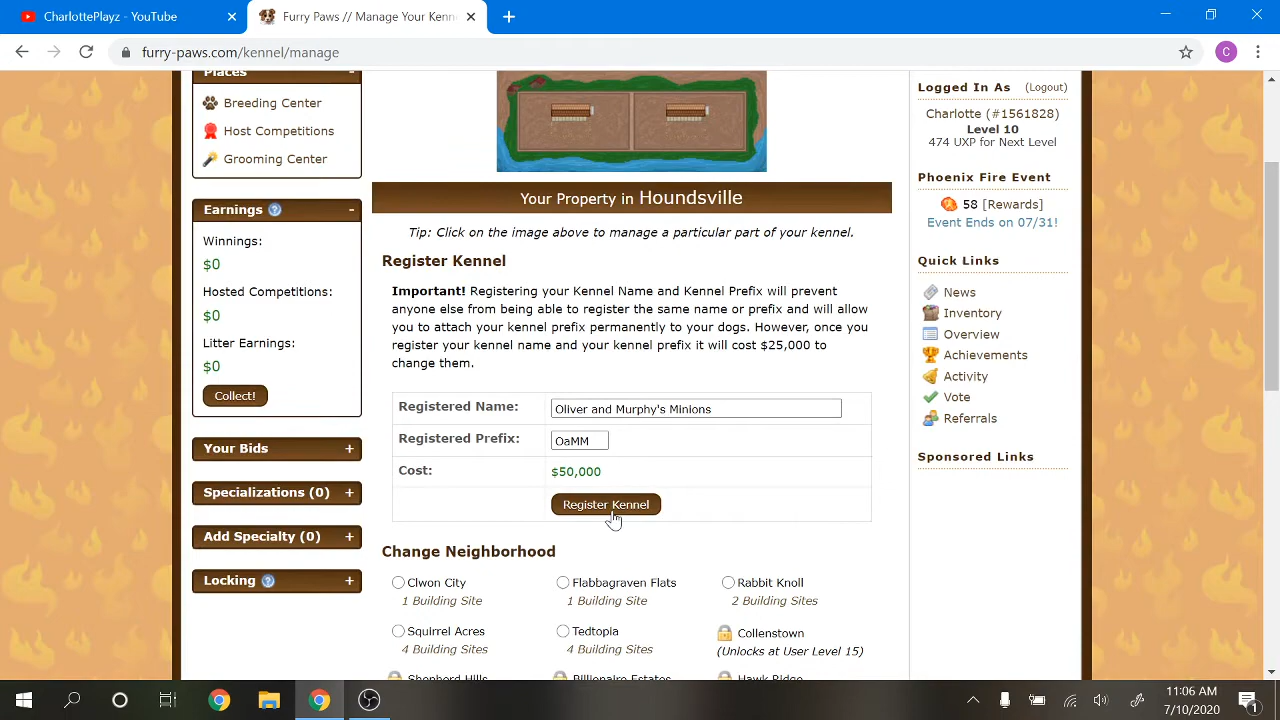 CharlottePlayz - YouTube
Furry Paws // Manage Your Kenn
furry-paws.com/kennel/manage
C
Places
Breeding Center
Host Competitions
Grooming Center
Earnings
Winnings:
$0
Hosted Competitions:
$0
Litter Earnings:
$0
Collect!
Your Bids
Specializations (0)
Add Specialty (0)
Locking
Your Property in Houndsville
Tip: Click on the image above to manage a particular part of your kennel.
Register Kennel
Important! Registering your Kennel Name and Kennel Prefix will prevent
anyone else from being able to register the same name or prefix and will allow
you to attach your kennel prefix permanently to your dogs. However, once you
register your kennel name and your kennel prefix it will cost $25,000 to
change them.
Registered Name: Oliver and Murphy's Minions
Registered Prefix: OaMM
Cost: $50,000
Register Kennel
Change Neighborhood
Clwon City Flabbagraven Flats Rabbit Knoll
1 Building Site 1 Building Site 2 Building Sites
Squirrel Acres Tedtopia Collenstown
4 Building Sites 4 Building Sites (Unlocks at User Level 15)
Shepherd Hills Billionaire Estates Hawk Ridge
Logged In As (Logout)
Charlotte (#1561828)
Level 10
474 UXP for Next Level
Phoenix Fire Event
58 [Rewards]
Event Ends on 07/31!
Quick Links
News
Inventory
Overview
Achievements
Activity
Vote
Referrals
Sponsored Links
11:06 AM
7/10/2020
1